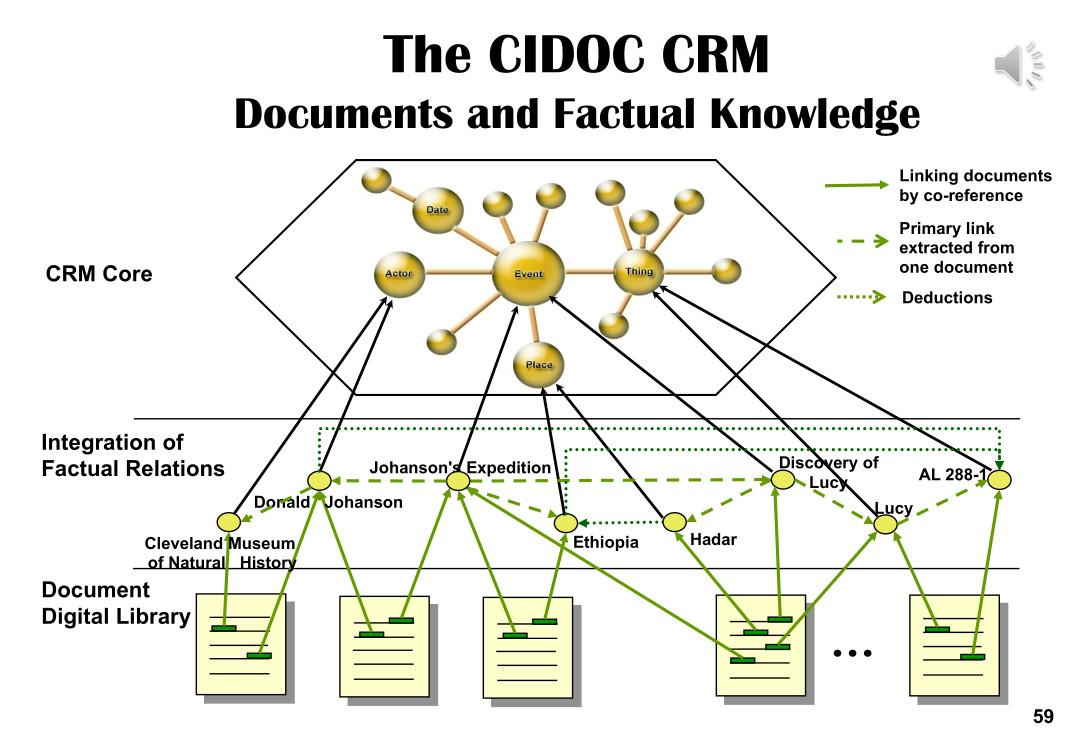 The CIDOC CRM
Documents and Factual Knowledge
Linking documents
by co-reference
Primary link
extracted from
one document
Deductions
CRM Core
Date
Actor
Event
Thing
Place
Integration of
Factual Relations
Johanson's Expedition
Discovery of
Lucy
AL 288-1
Donald Johanson
Lucy
Cleveland Museum
of Natural History
Ethiopia
Hadar
Document
Digital Library
...
59